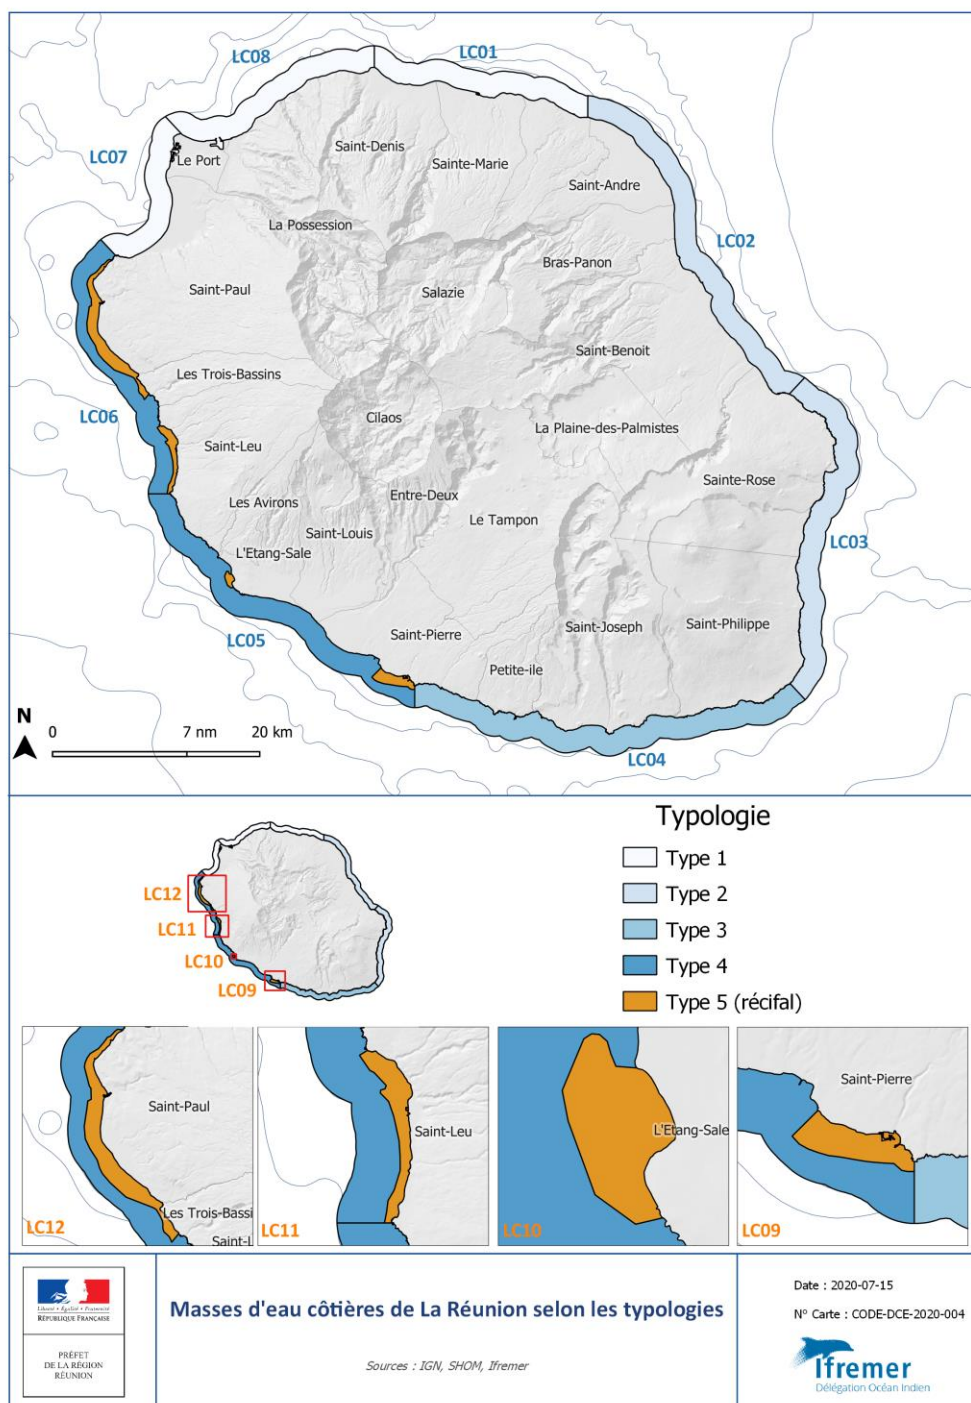 LC08
LC01
LC07
Le Port
Saint-Denis
Sainte-Marie
Saint-Andre
La Possession
LC02
Bras-Panon
Saint-Paul
Salazie
Saint-Benoit
Les Trois-Bassins
LC06
Cilaos
La Plaine-des-Palmistes
Saint-Leu
Sainte-Rose
Les Avirons
Entre-Deux
Saint-Louis
Le Tampon
L'Etang-Sale
LC03
LC05
Saint-Pierre
Saint-Joseph
Saint-Philippe
Petite-ile
N
0 7 nm 20 km
LC04
Typologie
Type 1
Type 2
Type 3
Type 4
Type 5 (récifal)
LC12
LC11
LC10
LC09
Saint-Paul
Les Trois-Bassi
Saint-L
LC12
Saint-Leu
LC11
L'Etang-Sale
LC10
Saint-Pierre
LC09
Liberté • Égalité • Fraternité
RÉPUBLIQUE FRANÇAISE
PRÉFET
DE LA RÉGION
RÉUNION
Masses d'eau côtières de La Réunion selon les typologies
Sources : IGN, SHOM, Ifremer
Date : 2020-07-15
N° Carte : CODE-DCE-2020-004
Ifremer
Délégation Océan Indien